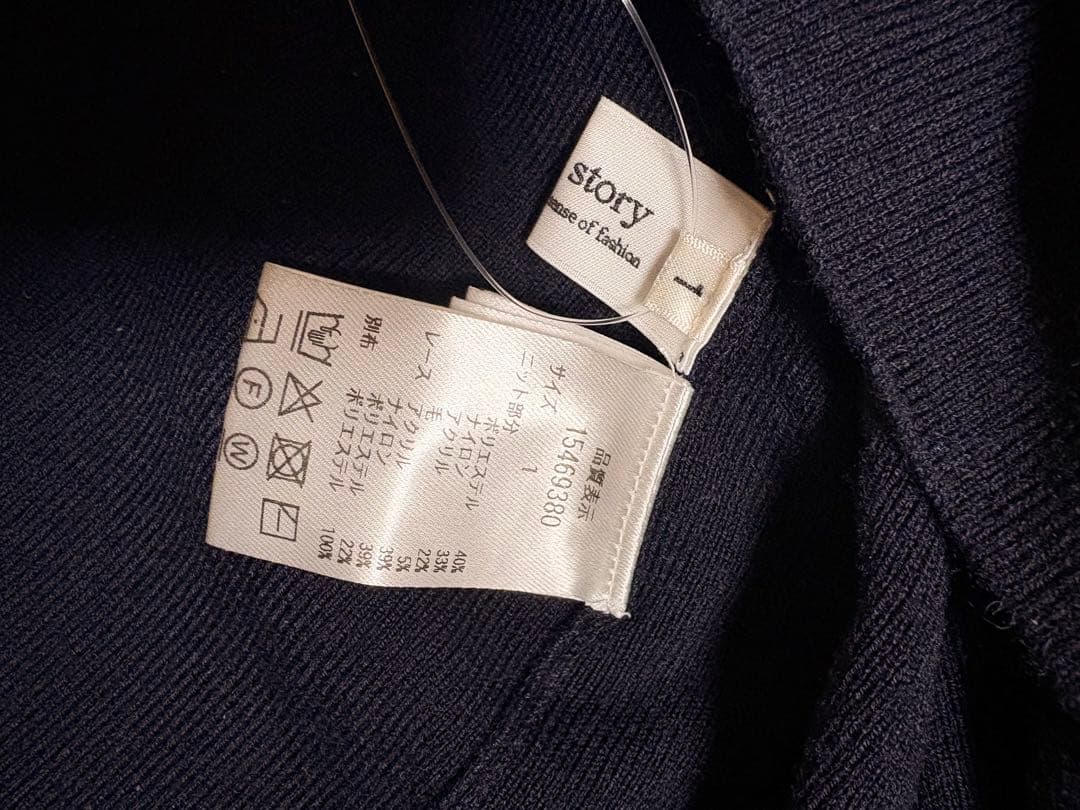 story
of fashion
1
品質表示
15469380
サイズ 1
ニット部分
ポリエステル 40%
ナイロン 33%
アクリル 22%
毛 5%
レース アクリル 39%
ナイロン 39%
ポリエステル 22%
別布 ポリエステル 100%
F
W